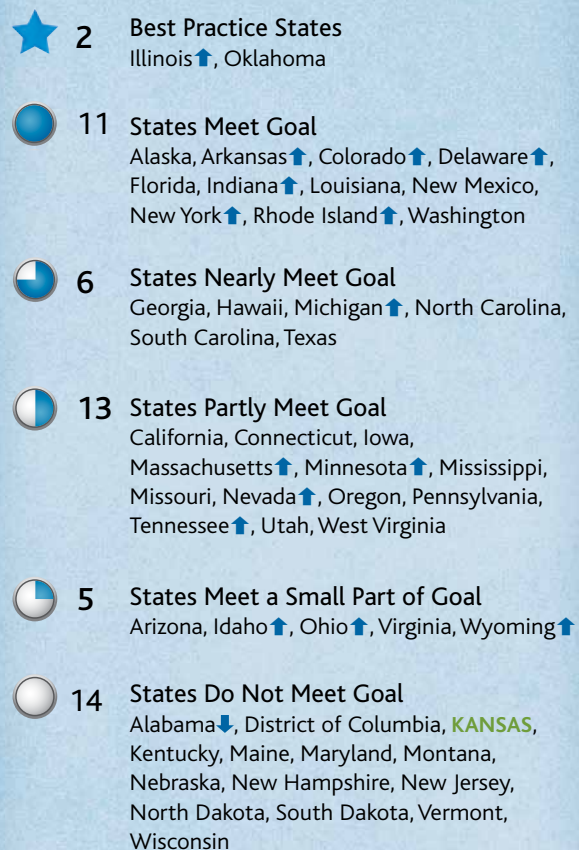 2 Best Practice States
Illinois⬆, Oklahoma
11 States Meet Goal
Alaska, Arkansas⬆, Colorado⬆, Delaware⬆,
Florida, Indiana⬆, Louisiana, New Mexico,
New York⬆, Rhode Island⬆, Washington
6 States Nearly Meet Goal
Georgia, Hawaii, Michigan⬆, North Carolina,
South Carolina, Texas
13 States Partly Meet Goal
California, Connecticut, Iowa,
Massachusetts⬆, Minnesota⬆, Mississippi,
Missouri, Nevada⬆, Oregon, Pennsylvania,
Tennessee⬆, Utah, West Virginia
5 States Meet a Small Part of Goal
Arizona, Idaho⬆, Ohio⬆, Virginia, Wyoming⬆
14 States Do Not Meet Goal
Alabama⬇, District of Columbia, KANSAS,
Kentucky, Maine, Maryland, Montana,
Nebraska, New Hampshire, New Jersey,
North Dakota, South Dakota, Vermont,
Wisconsin